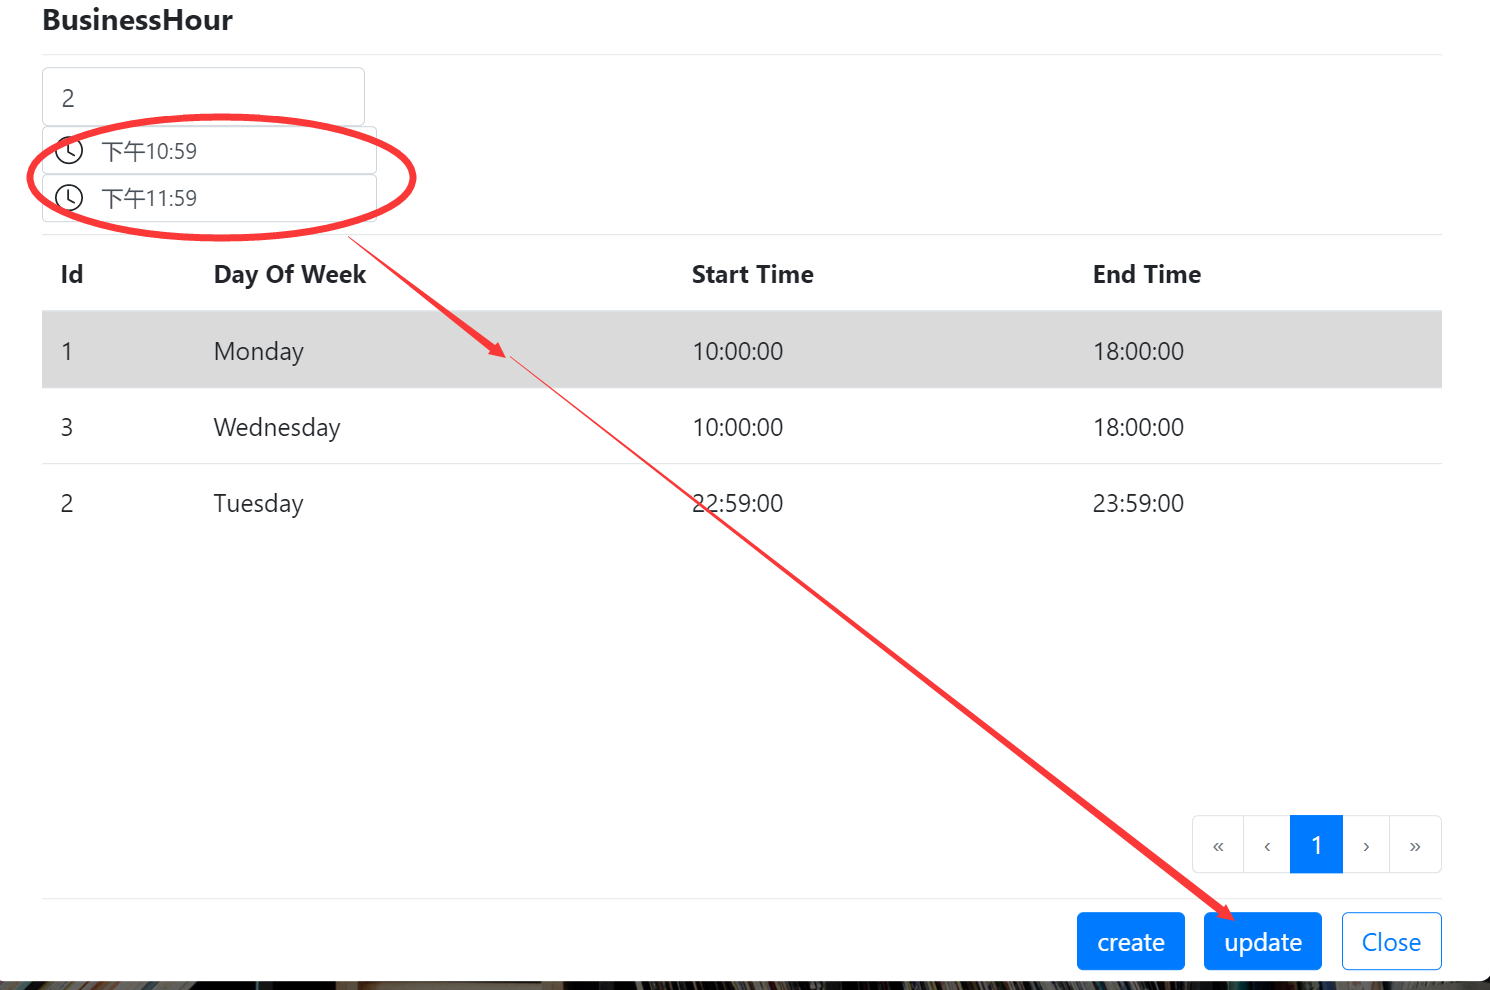 BusinessHour
2
下午10:59
下午11:59
Id Day Of Week Start Time End Time
1 Monday 10:00:00 18:00:00
3 Wednesday 10:00:00 18:00:00
2 Tuesday 22:59:00 23:59:00
« ‹ 1 › »
create update Close